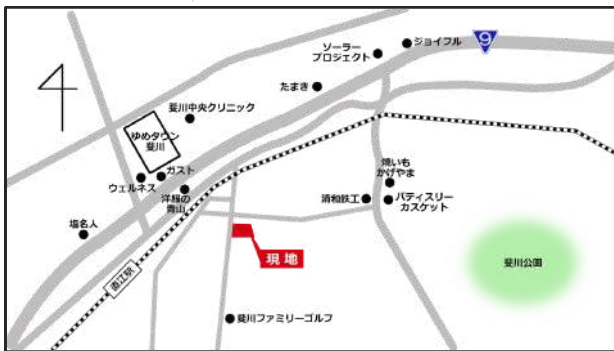 ソーラー
プロジェクト
ジョイフル
9
たまき
斐川中央クリニック
ゆめタウン
斐川
ガスト
ウェルネス
洋服の
青山
塩名人
焼いも
かげやま
清和鉄工
パティスリー
カスケット
現地
直江駅
斐川公園
斐川ファミリーゴルフ